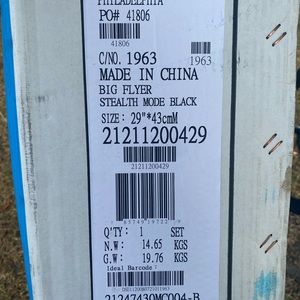 PHILADELPHIA
PO# 41806
41806
C/NO. 1963 1963
MADE IN CHINA
BIG FLYER
STEALTH MODE BLACK
SIZE: 29"*43cmM
21211200429
21211200429
Q'TY: 1 SET
N.W: 14.65 KGS
G.W: 19.76 KGS
Ideal Barcode:
21247430MC004-B